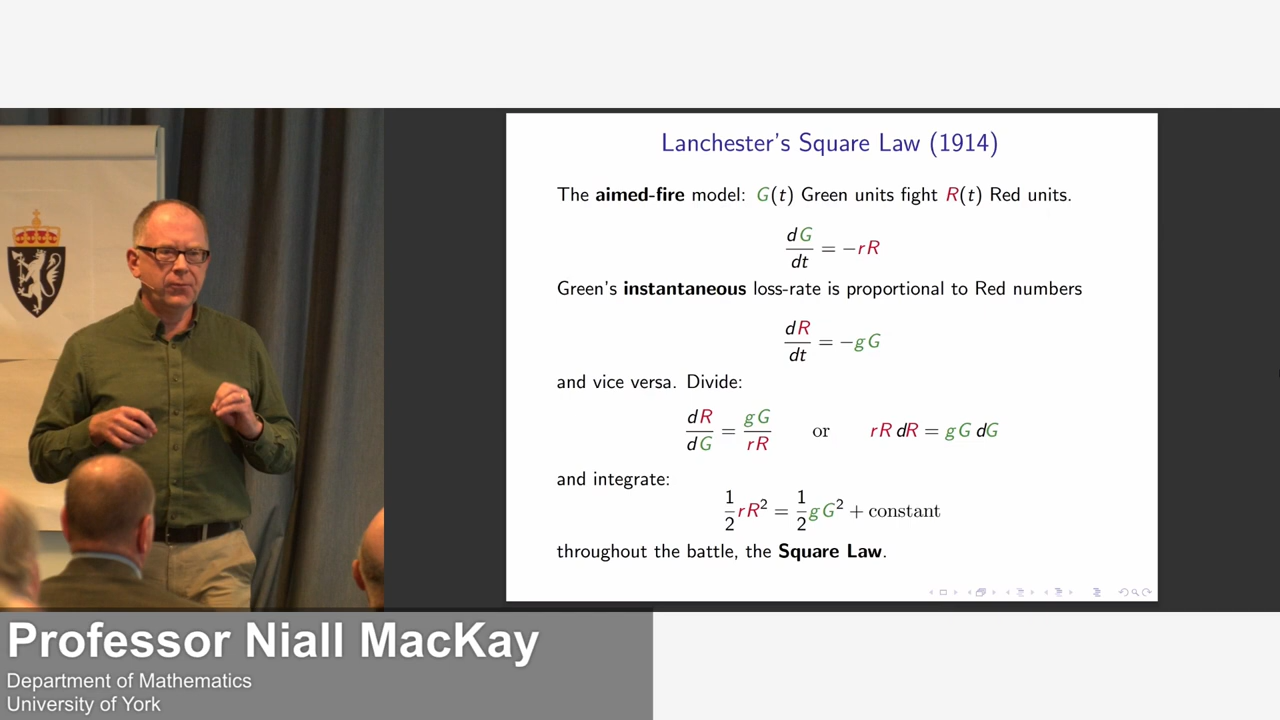 Lanchester's Square Law (1914)
The aimed-fire model: G(t) Green units fight R(t) Red units.
dG/dt = −rR
Green's instantaneous loss-rate is proportional to Red numbers
dR/dt = −gG
and vice versa. Divide:
dR/dG = gG/rR or rR dR = gG dG
and integrate:
1/2 rR² = 1/2 gG² + constant
throughout the battle, the Square Law.
Professor Niall MacKay
Department of Mathematics
University of York